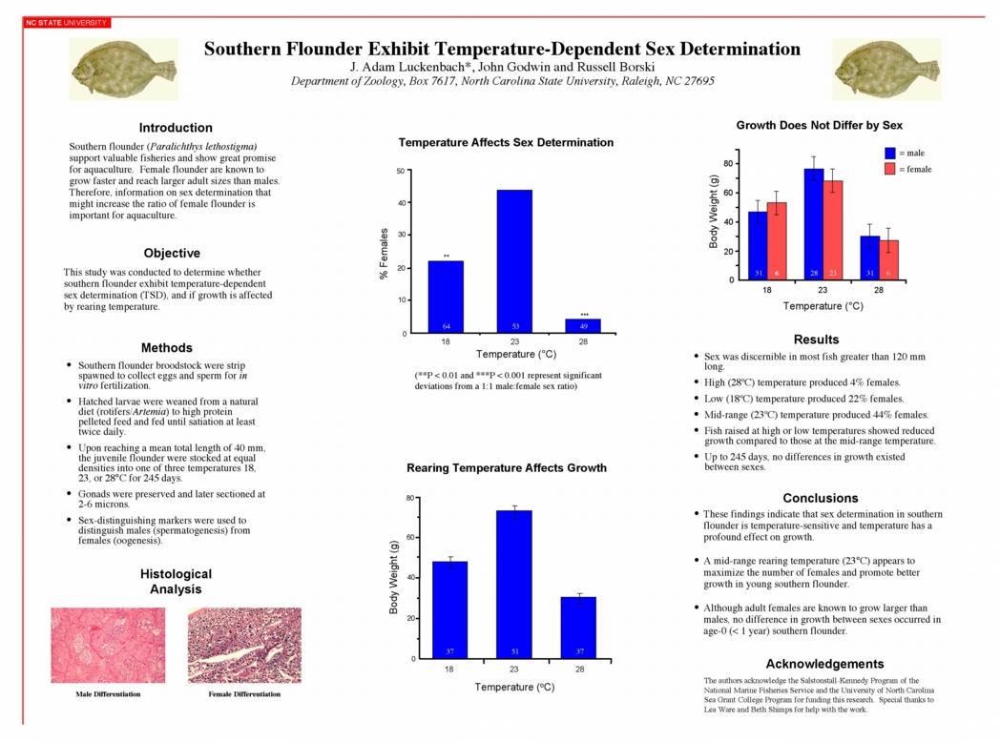 NC STATE UNIVERSITY
Southern Flounder Exhibit Temperature-Dependent Sex Determination
J. Adam Luckenbach*, John Godwin and Russell Borski
Department of Zoology, Box 7617, North Carolina State University, Raleigh, NC 27695
Introduction
Southern flounder (Paralichthys lethostigma)
support valuable fisheries and show great promise
for aquaculture. Female flounder are known to
grow faster and reach larger adult sizes than males.
Therefore, information on sex determination that
might increase the ratio of female flounder is
important for aquaculture.
Objective
This study was conducted to determine whether
southern flounder exhibit temperature-dependent
sex determination (TSD), and if growth is affected
by rearing temperature.
Methods
• Southern flounder broodstock were strip
spawned to collect eggs and sperm for in
vitro fertilization.
• Hatched larvae were weaned from a natural
diet (rotifers/Artemia) to high protein
pelleted feed and fed until satiation at least
twice daily.
• Upon reaching a mean total length of 40 mm,
the juvenile flounder were stocked at equal
densities into one of three temperatures 18,
23, or 28°C for 245 days.
• Gonads were preserved and later sectioned at
2-6 microns.
• Sex-distinguishing markers were used to
distinguish males (spermatogenesis) from
females (oogenesis).
Histological
Analysis
Male Differentiation
Female Differentiation
Temperature Affects Sex Determination
% Females
50
40
30
20
10
0
**
***
64
53
49
18
23
28
Temperature (°C)
(**P < 0.01 and ***P < 0.001 represent significant
deviations from a 1:1 male:female sex ratio)
Rearing Temperature Affects Growth
Body Weight (g)
80
60
40
20
0
37
51
37
18
23
28
Temperature (ºC)
Growth Does Not Differ by Sex
= male
= female
Body Weight (g)
80
60
40
20
0
31
6
28
23
31
6
18
23
28
Temperature (°C)
Results
• Sex was discernible in most fish greater than 120 mm
long.
• High (28ºC) temperature produced 4% females.
• Low (18ºC) temperature produced 22% females.
• Mid-range (23ºC) temperature produced 44% females.
• Fish raised at high or low temperatures showed reduced
growth compared to those at the mid-range temperature.
• Up to 245 days, no differences in growth existed
between sexes.
Conclusions
• These findings indicate that sex determination in southern
flounder is temperature-sensitive and temperature has a
profound effect on growth.
• A mid-range rearing temperature (23°C) appears to
maximize the number of females and promote better
growth in young southern flounder.
• Although adult females are known to grow larger than
males, no difference in growth between sexes occurred in
age-0 (< 1 year) southern flounder.
Acknowledgements
The authors acknowledge the Salstonstall-Kennedy Program of the
National Marine Fisheries Service and the University of North Carolina
Sea Grant College Program for funding this research. Special thanks to
Lea Ware and Beth Shimps for help with the work.